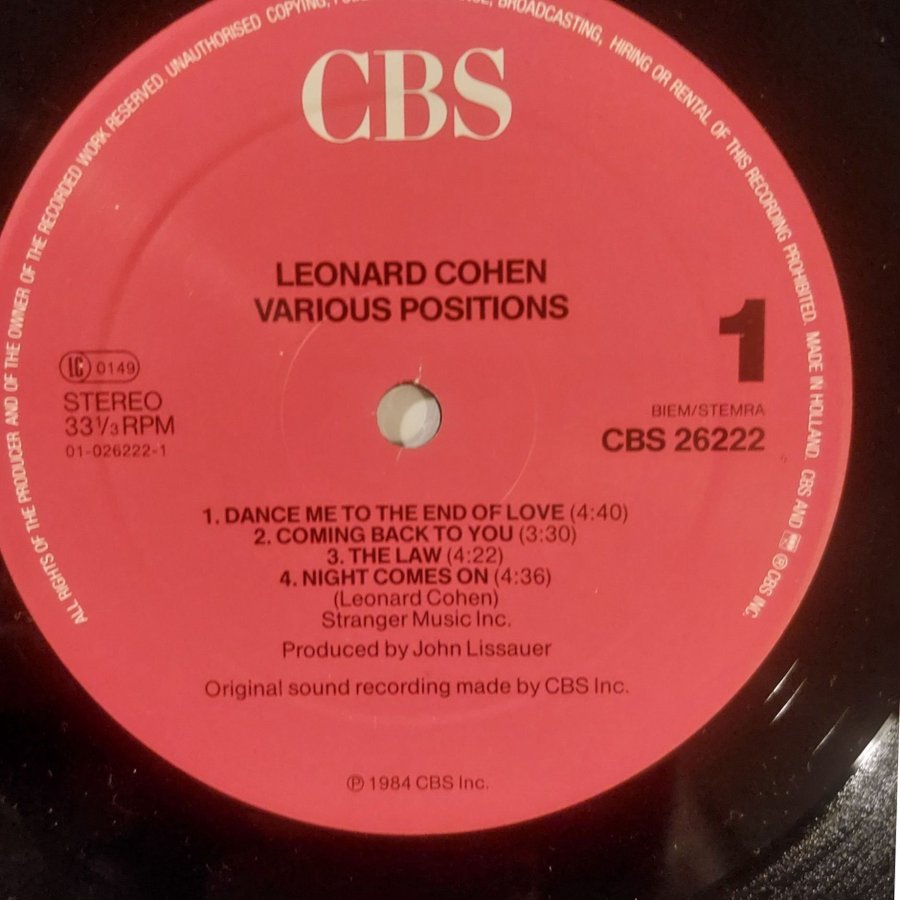 ALL RIGHTS OF THE PRODUCER AND OF THE OWNER OF THE RECORDED WORK RESERVED. UNAUTHORISED COPYING, BROADCASTING, HIRING OR RENTAL OF THIS RECORDING PROHIBITED. MADE IN HOLLAND. CBS AND ℗ CBS INC.
CBS
LEONARD COHEN
VARIOUS POSITIONS
1
LC 0149
STEREO
33⅓ RPM
01-026222-1
BIEM/STEMRA
CBS 26222
1. DANCE ME TO THE END OF LOVE (4:40)
2. COMING BACK TO YOU (3:30)
3. THE LAW (4:22)
4. NIGHT COMES ON (4:36)
(Leonard Cohen)
Stranger Music Inc.
Produced by John Lissauer
Original sound recording made by CBS Inc.
℗ 1984 CBS Inc.